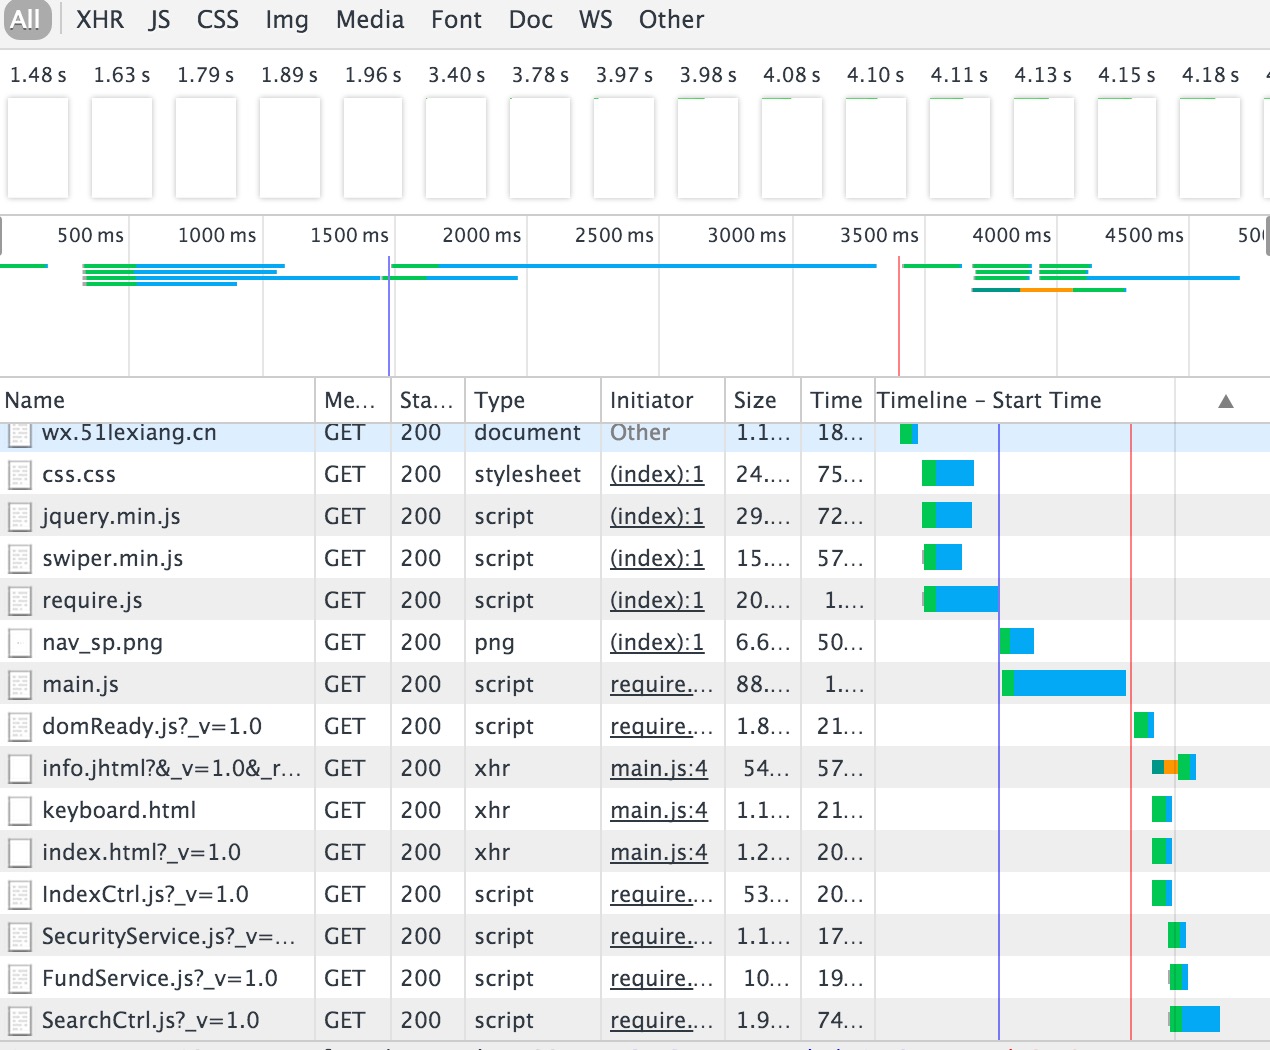 All XHR JS CSS Img Media Font Doc WS Other
1.48 s 1.63 s 1.79 s 1.89 s 1.96 s 3.40 s 3.78 s 3.97 s 3.98 s 4.08 s 4.10 s 4.11 s 4.13 s 4.15 s 4.18 s
500 ms 1000 ms 1500 ms 2000 ms 2500 ms 3000 ms 3500 ms 4000 ms 4500 ms
Name Me... Sta... Type Initiator Size Time Timeline – Start Time ▲
wx.51lexiang.cn GET 200 document Other 1.1... 18...
css.css GET 200 stylesheet (index):1 24.... 75...
jquery.min.js GET 200 script (index):1 29.... 72...
swiper.min.js GET 200 script (index):1 15.... 57...
require.js GET 200 script (index):1 20.... 1....
nav_sp.png GET 200 png (index):1 6.6... 50...
main.js GET 200 script require.... 88.... 1....
domReady.js?_v=1.0 GET 200 script require.... 1.8... 21...
info.jhtml?&_v=1.0&_r... GET 200 xhr main.js:4 54... 57...
keyboard.html GET 200 xhr main.js:4 1.1... 21...
index.html?_v=1.0 GET 200 xhr main.js:4 1.2... 20...
IndexCtrl.js?_v=1.0 GET 200 script require.... 53... 20...
SecurityService.js?_v=... GET 200 script require.... 1.1... 17...
FundService.js?_v=1.0 GET 200 script require.... 10... 19...
SearchCtrl.js?_v=1.0 GET 200 script require.... 1.9... 74...